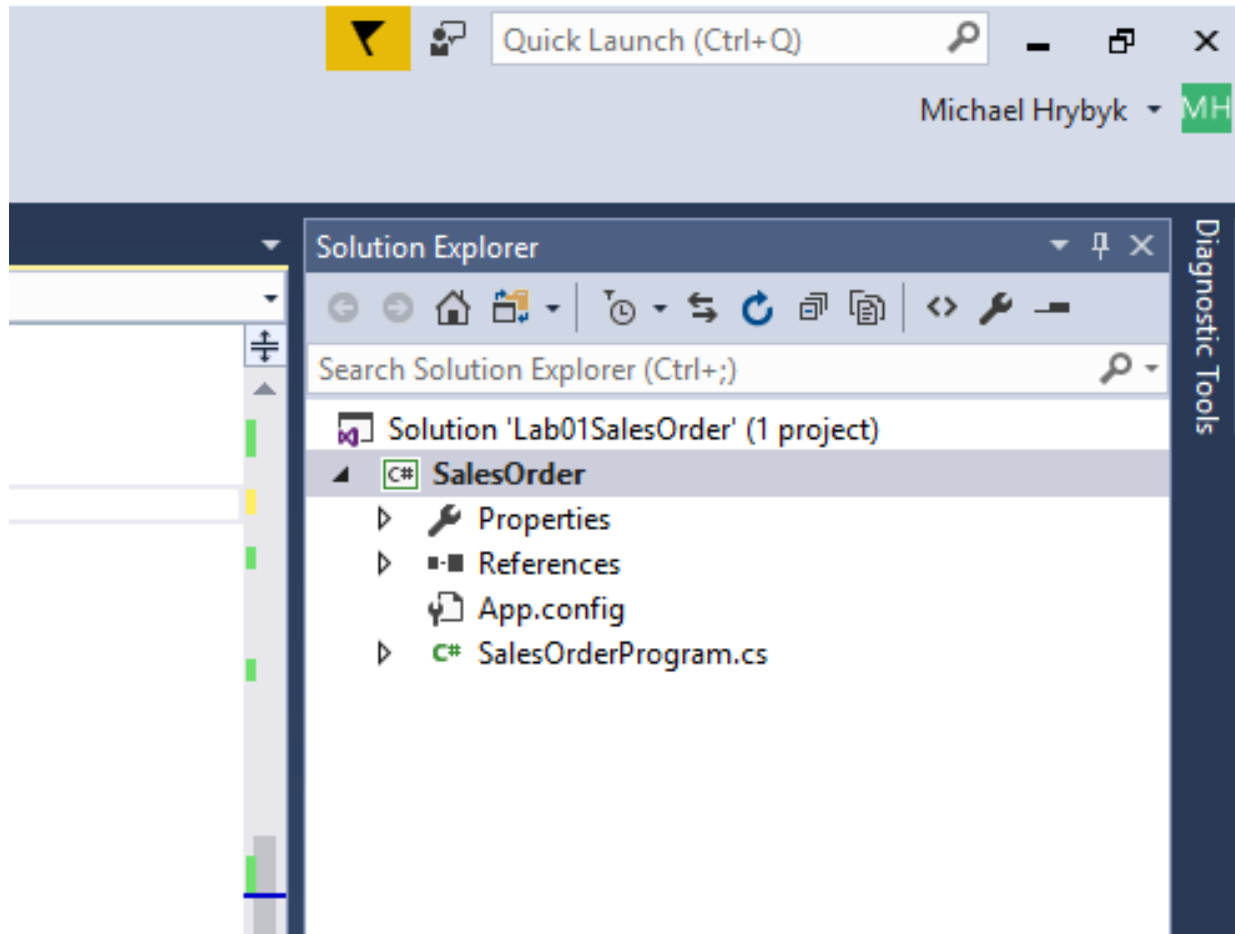 Quick Launch (Ctrl+Q)
Michael Hrybyk
MH
Solution Explorer
Search Solution Explorer (Ctrl+;)
Solution 'Lab01SalesOrder' (1 project)
C# SalesOrder
Properties
References
App.config
C# SalesOrderProgram.cs
Diagnostic Tools